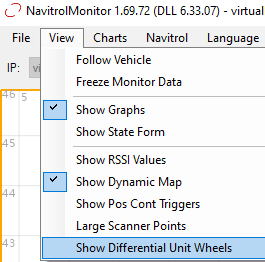 NavitrolMonitor 1.69.72 (DLL 6.33.07) - virtual
File View Charts Navitrol Language
IP: vi
Follow Vehicle
Freeze Monitor Data
Show Graphs
Show State Form
Show RSSI Values
Show Dynamic Map
Show Pos Cont Triggers
Large Scanner Points
Show Differential Unit Wheels
46 5
45
44
43